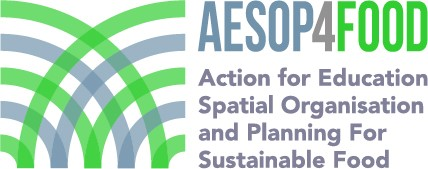 AESOP4FOOD
Action for Education
Spatial Organisation
and Planning For
Sustainable Food